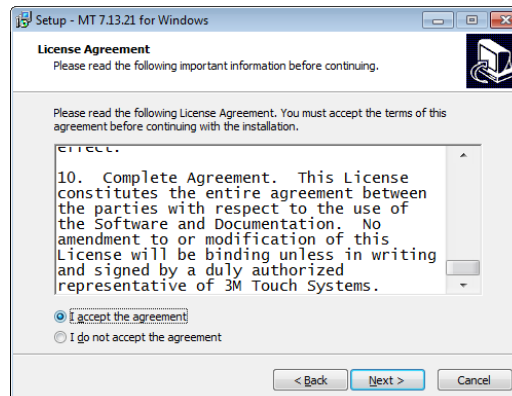 Setup - MT 7.13.21 for Windows
License Agreement
Please read the following important information before continuing.
Please read the following License Agreement. You must accept the terms of this
agreement before continuing with the installation.
effect.
10.  Complete Agreement.  This License
constitutes the entire agreement between
the parties with respect to the use of
the Software and Documentation.  No
amendment to or modification of this
License will be binding unless in writing
and signed by a duly authorized
representative of 3M Touch Systems.
I accept the agreement
I do not accept the agreement
< Back
Next >
Cancel